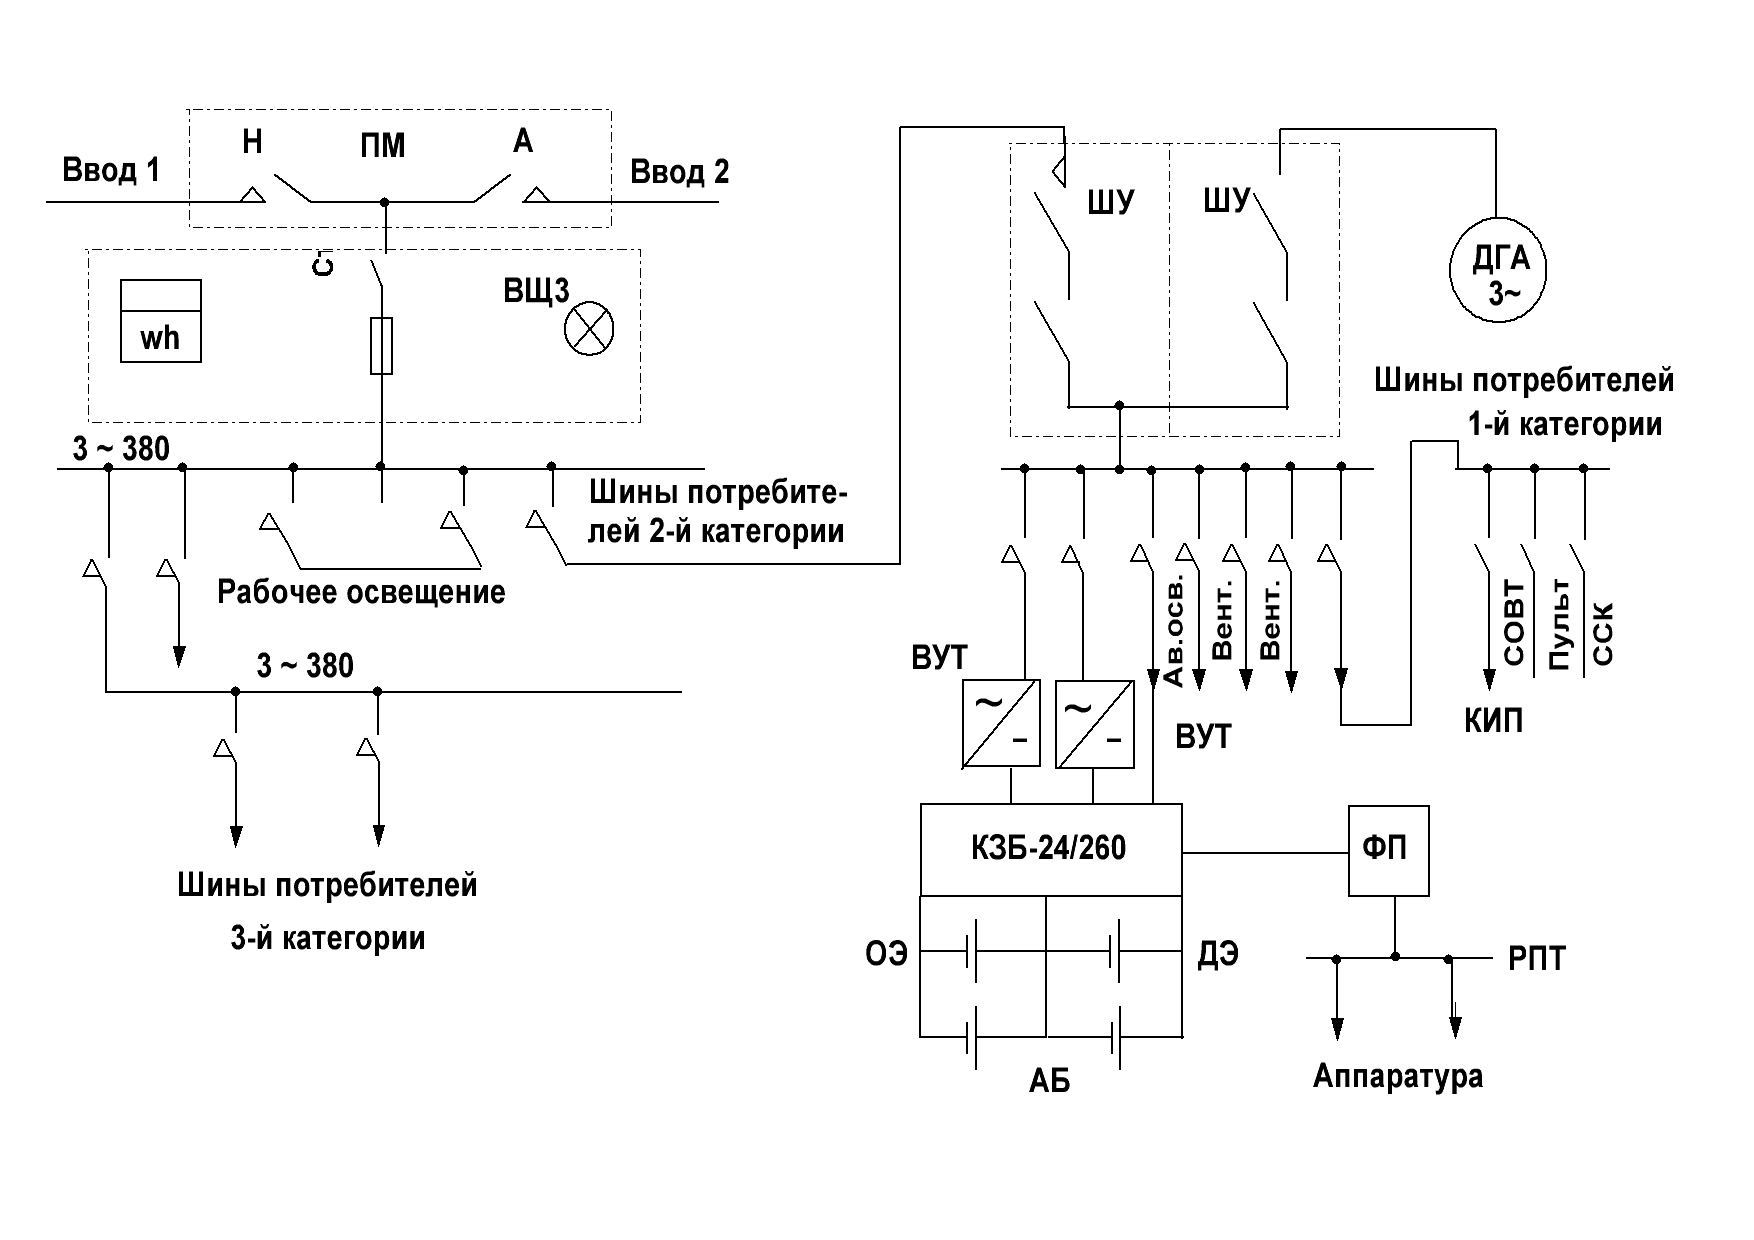 Н
ПМ
А
Ввод 1
Ввод 2
С
wh
ВЩ3
3 ~ 380
Шины потребите-
лей 2-й категории
Рабочее освещение
3 ~ 380
Шины потребителей
3-й категории
ШУ
ШУ
ДГА
3~
Шины потребителей
1-й категории
Ав.осв.
Вент.
Вент.
СОВТ
Пульт
ССК
ВУТ
~
–
~
–
ВУТ
КИП
КЗБ-24/260
ФП
ОЭ
ДЭ
РПТ
АБ
Аппаратура